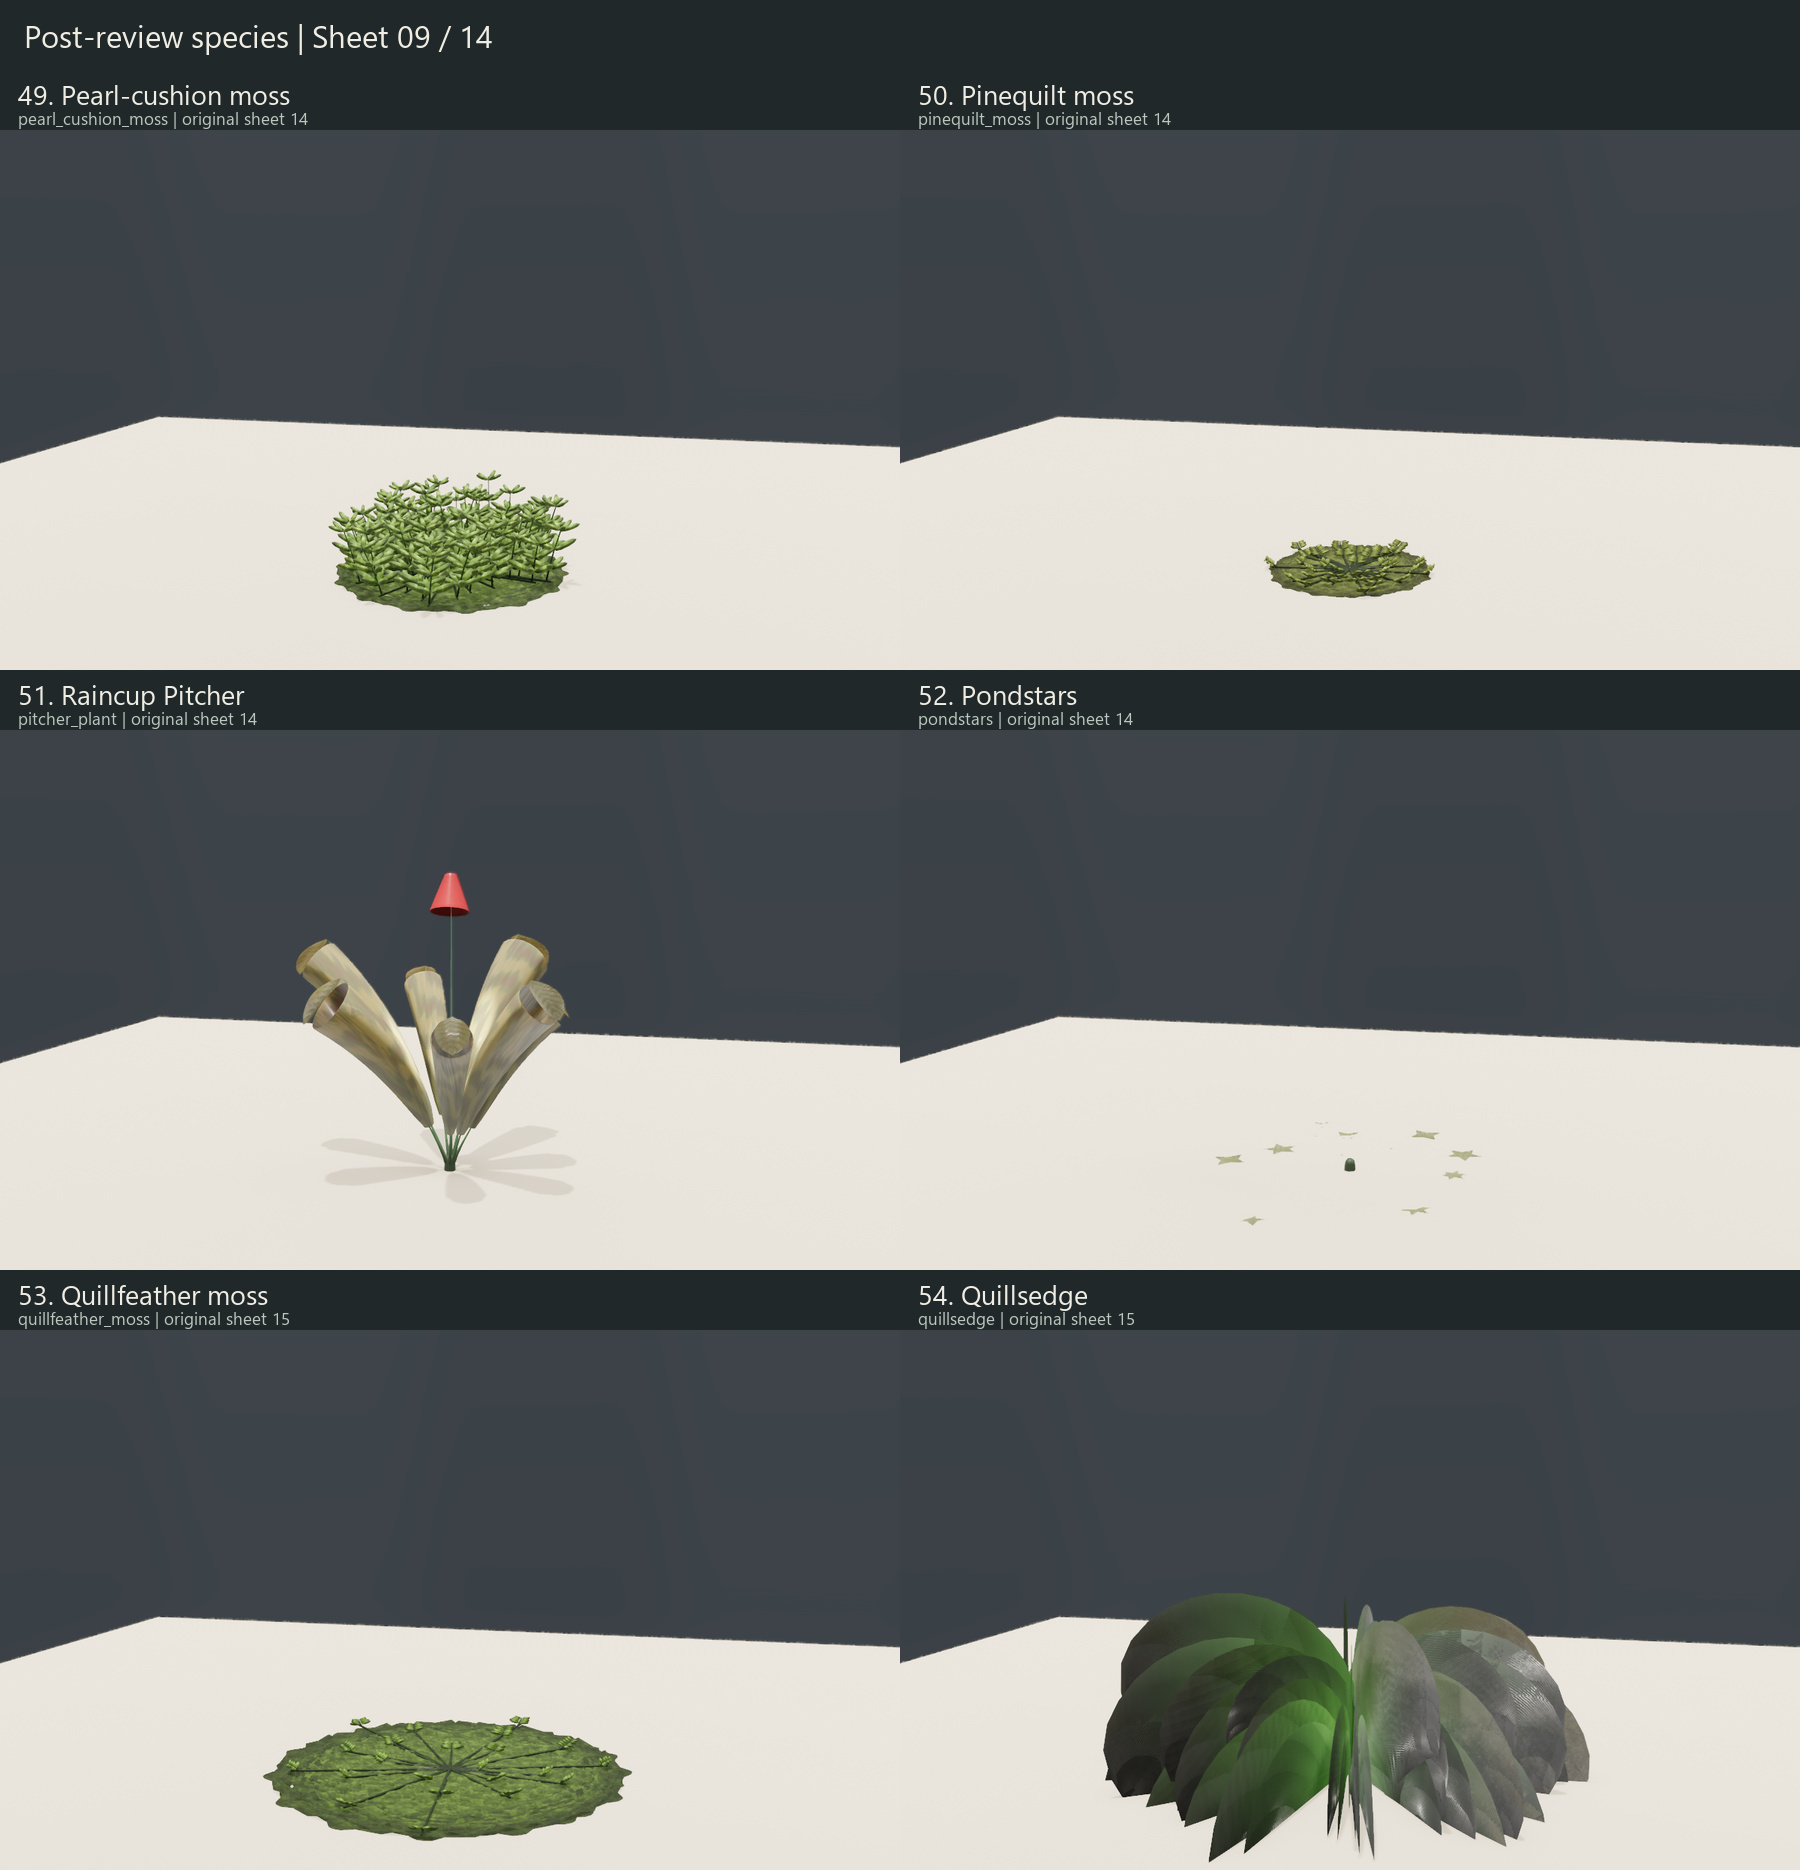 Post-review species | Sheet 09 / 14
49. Pearl-cushion moss
pearl_cushion_moss | original sheet 14
50. Pinequilt moss
pinequilt_moss | original sheet 14
51. Raincup Pitcher
pitcher_plant | original sheet 14
52. Pondstars
pondstars | original sheet 14
53. Quillfeather moss
quillfeather_moss | original sheet 15
54. Quillsedge
quillsedge | original sheet 15